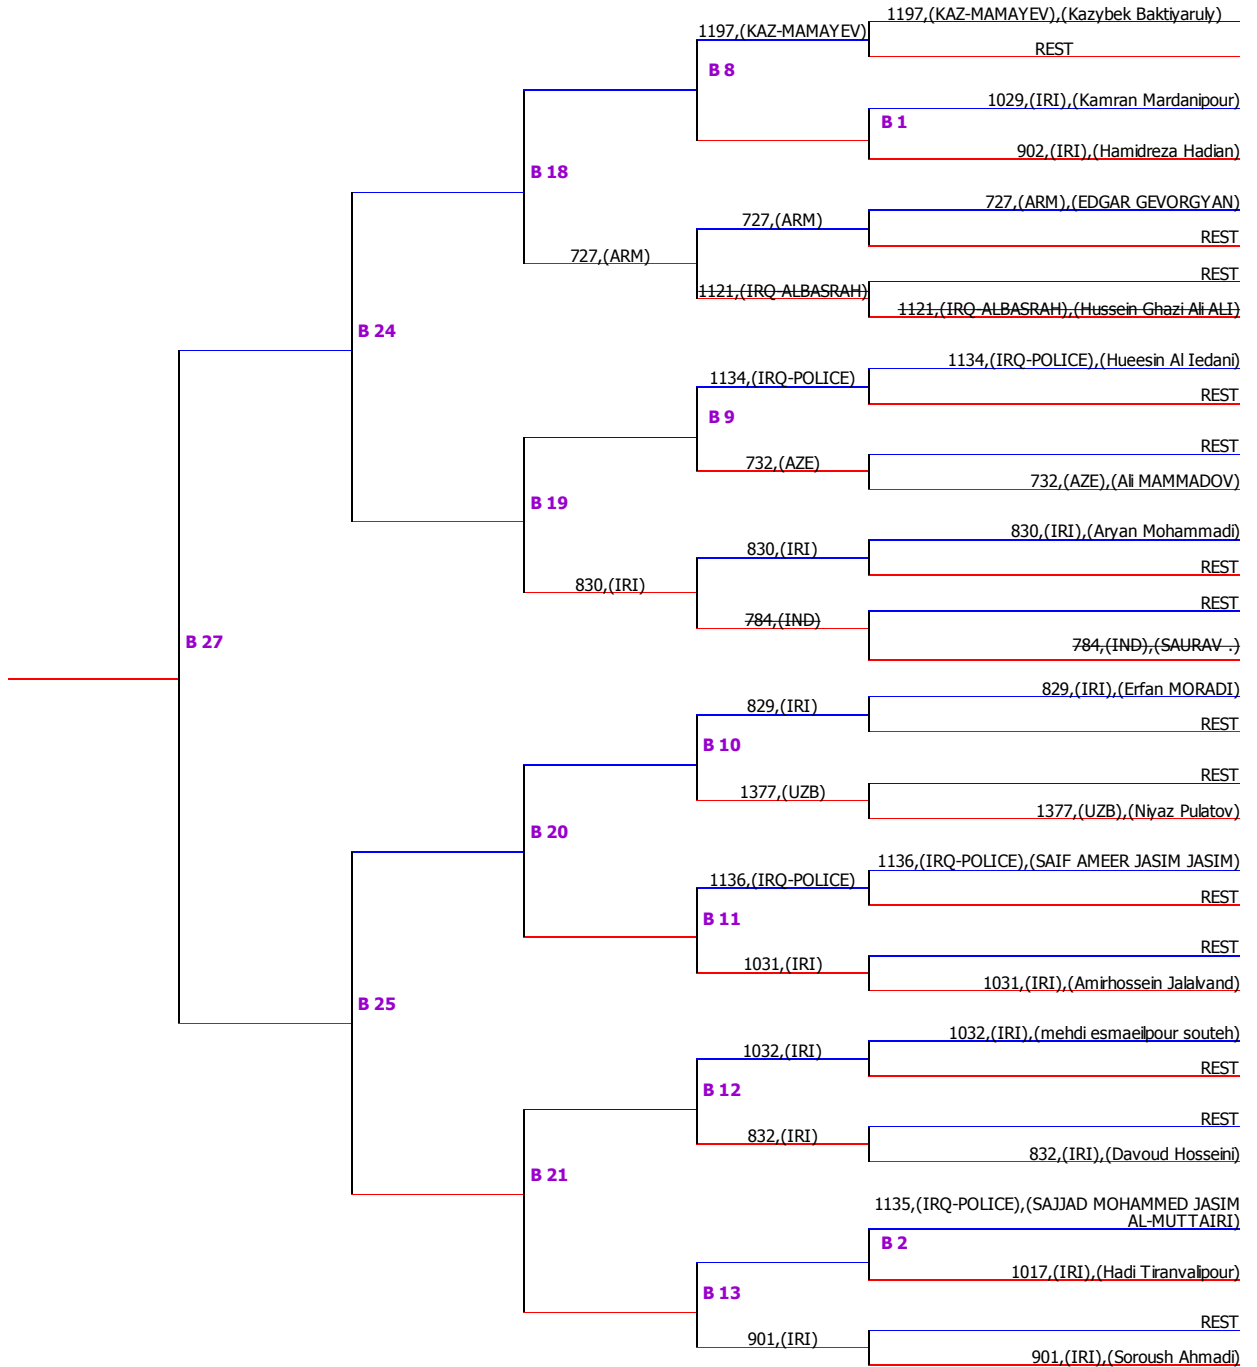 1197,(KAZ-MAMAYEV),(Kazybek Baktiyaruly)
1197,(KAZ-MAMAYEV)
REST
B 8
1029,(IRI),(Kamran Mardanipour)
B 1
902,(IRI),(Hamidreza Hadian)
B 18
727,(ARM),(EDGAR GEVORGYAN)
727,(ARM)
REST
727,(ARM)
REST
1121,(IRQ-ALBASRAH)
1121,(IRQ-ALBASRAH),(Hussein Ghazi Ali ALI)
B 24
1134,(IRQ-POLICE),(Hueesin Al Iedani)
1134,(IRQ-POLICE)
REST
B 9
REST
732,(AZE)
732,(AZE),(Ali MAMMADOV)
B 19
830,(IRI),(Aryan Mohammadi)
830,(IRI)
REST
830,(IRI)
REST
784,(IND)
784,(IND),(SAURAV .)
B 27
829,(IRI),(Erfan MORADI)
829,(IRI)
REST
B 10
REST
1377,(UZB)
1377,(UZB),(Niyaz Pulatov)
B 20
1136,(IRQ-POLICE),(SAIF AMEER JASIM JASIM)
1136,(IRQ-POLICE)
REST
B 11
REST
1031,(IRI)
1031,(IRI),(Amirhossein Jalalvand)
B 25
1032,(IRI),(mehdi esmaeilpour souteh)
1032,(IRI)
REST
B 12
REST
832,(IRI)
832,(IRI),(Davoud Hosseini)
B 21
1135,(IRQ-POLICE),(SAJJAD MOHAMMED JASIM
AL-MUTTAIRI)
B 2
1017,(IRI),(Hadi Tiranvalipour)
B 13
REST
901,(IRI)
901,(IRI),(Soroush Ahmadi)